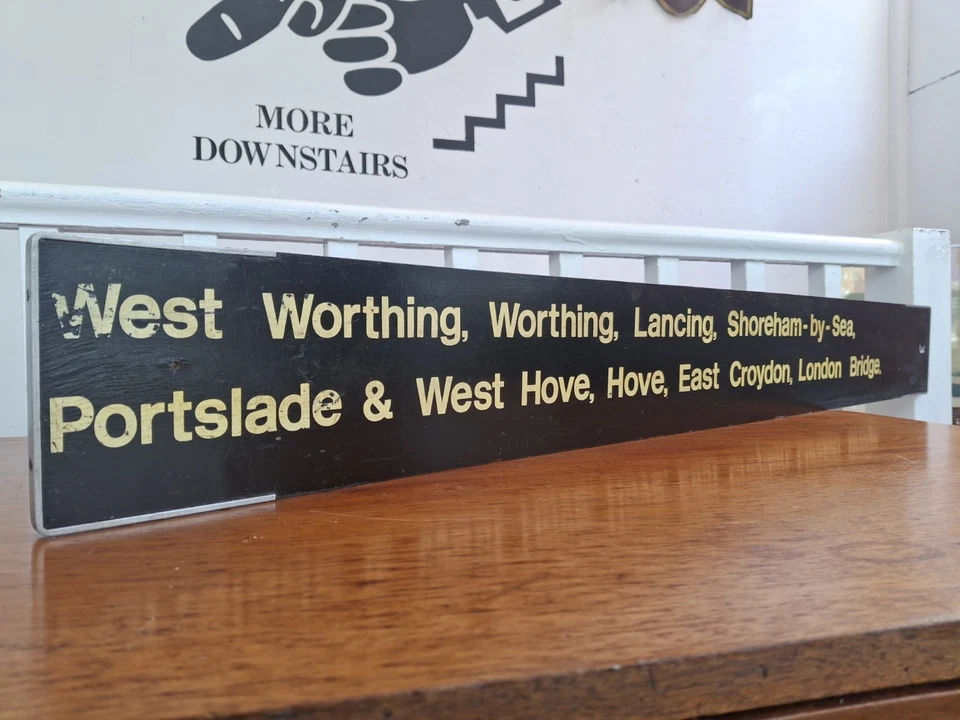 MORE
DOWNSTAIRS
West Worthing, Worthing, Lancing, Shoreham-by-Sea,
Portslade & West Hove, Hove, East Croydon, London Bridge.